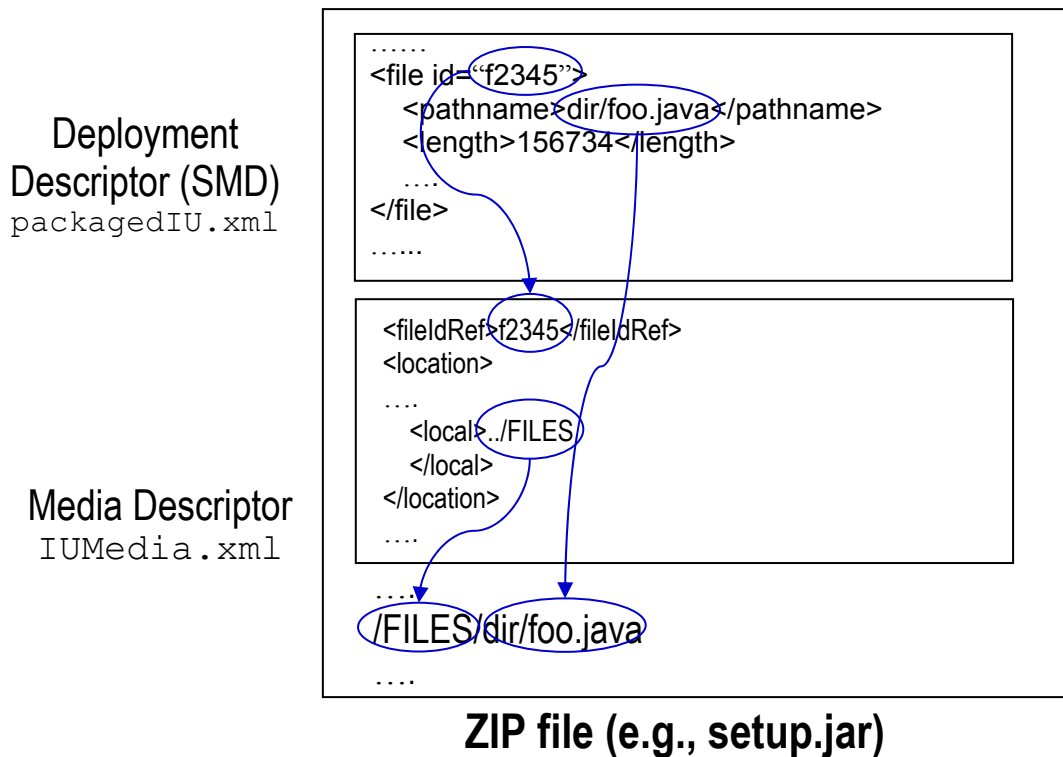 ……
<file id=“f2345”>
<pathname>dir/foo.java</pathname>
<length>156734</length>
….
</file>
…...
Deployment
Descriptor (SMD)
packagedIU.xml
<fileIdRef>f2345</fileIdRef>
<location>
….
<local>../FILES
</local>
</location>
….
Media Descriptor
IUMedia.xml
….
/FILES/dir/foo.java
….
ZIP file (e.g., setup.jar)